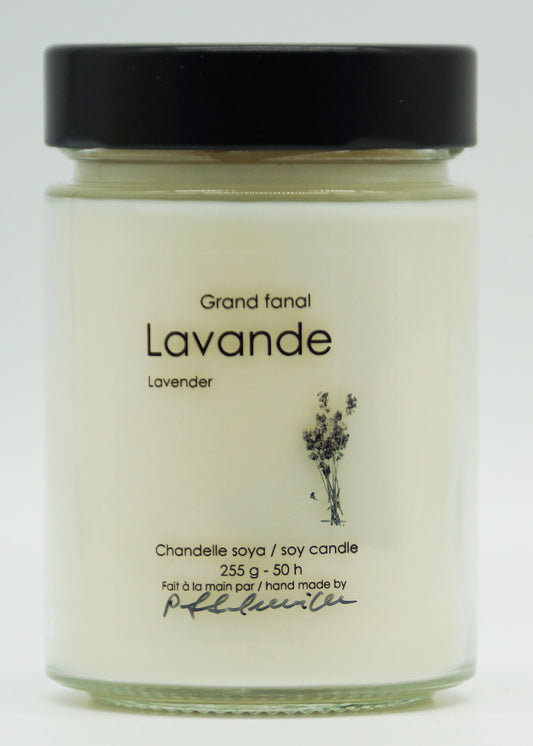 Grand fanal
Lavande
Lavender
Chandelle soya / soy candle
255 g - 50 h
Fait à la main par / hand made by